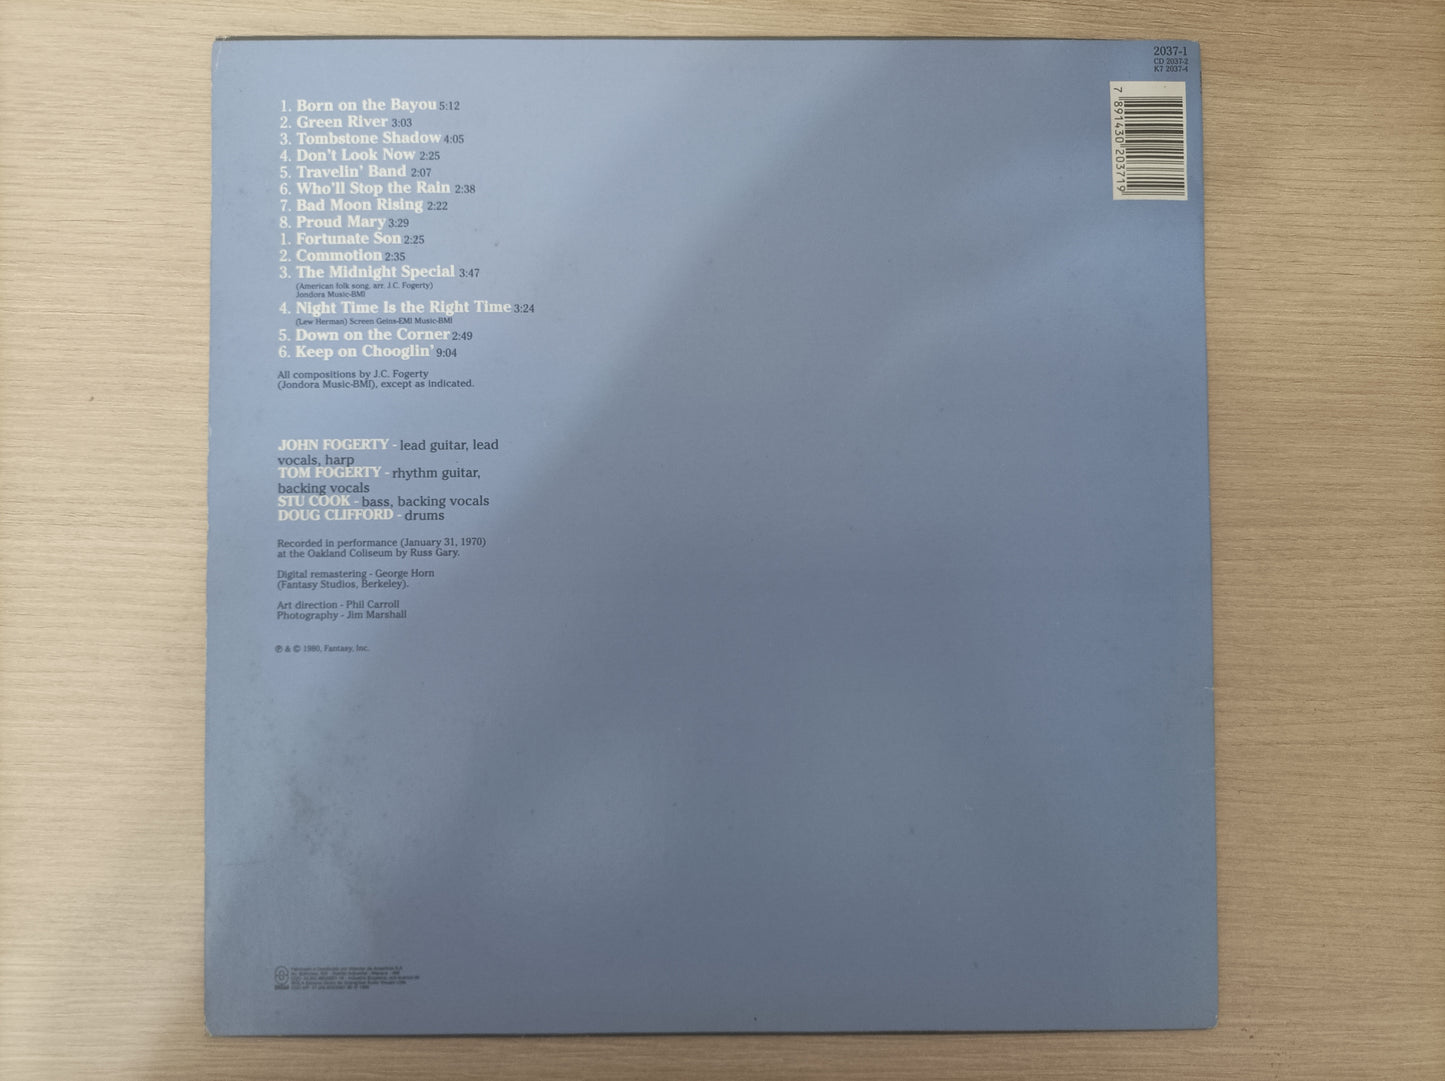 2037-1
CD 2037-2
K7 2037-4
7 891430 203719
1. Born on the Bayou 5:12
2. Green River 3:03
3. Tombstone Shadow 4:05
4. Don't Look Now 2:25
5. Travelin' Band 2:07
6. Who'll Stop the Rain 2:38
7. Bad Moon Rising 2:22
8. Proud Mary 3:29
1. Fortunate Son 2:25
2. Commotion 2:35
3. The Midnight Special 3:47
(American folk song, arr. J.C. Fogerty)
Jondora Music-BMI
4. Night Time Is the Right Time 3:24
(Lew Herman) Screen Gems-EMI Music-BMI
5. Down on the Corner 2:49
6. Keep on Chooglin' 9:04
All compositions by J.C. Fogerty
(Jondora Music-BMI), except as indicated.
JOHN FOGERTY - lead guitar, lead
vocals, harp
TOM FOGERTY - rhythm guitar,
backing vocals
STU COOK - bass, backing vocals
DOUG CLIFFORD - drums
Recorded in performance (January 31, 1970)
at the Oakland Coliseum by Russ Gary.
Digital remastering - George Horn
(Fantasy Studios, Berkeley).
Art direction - Phil Carroll
Photography - Jim Marshall
℗ & © 1980, Fantasy, Inc.